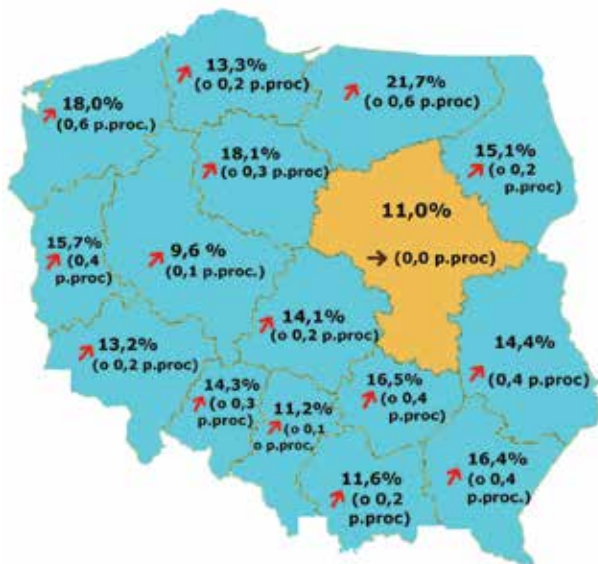 13,3%
(o 0,2 p.proc)
21,7%
(o 0,6 p.proc)
18,0%
(0,6 p.proc.)
18,1%
(o 0,3 p.proc)
15,1%
(o 0,2
p.proc)
11,0%
(0,0 p.proc)
15,7%
(0,4
p.proc)
9,6 %
(0,1 p.proc.)
14,1%
(o 0,2 p.proc)
13,2%
(o 0,2 p.proc)
14,4%
(0,4 p.proc)
14,3%
(o 0,3
p.proc)
11,2%
(o 0,1
o p.proc,
16,5%
(o 0,4
p.proc)
11,6%
(o 0,2
p.proc)
16,4%
(o 0,4
p.proc.)